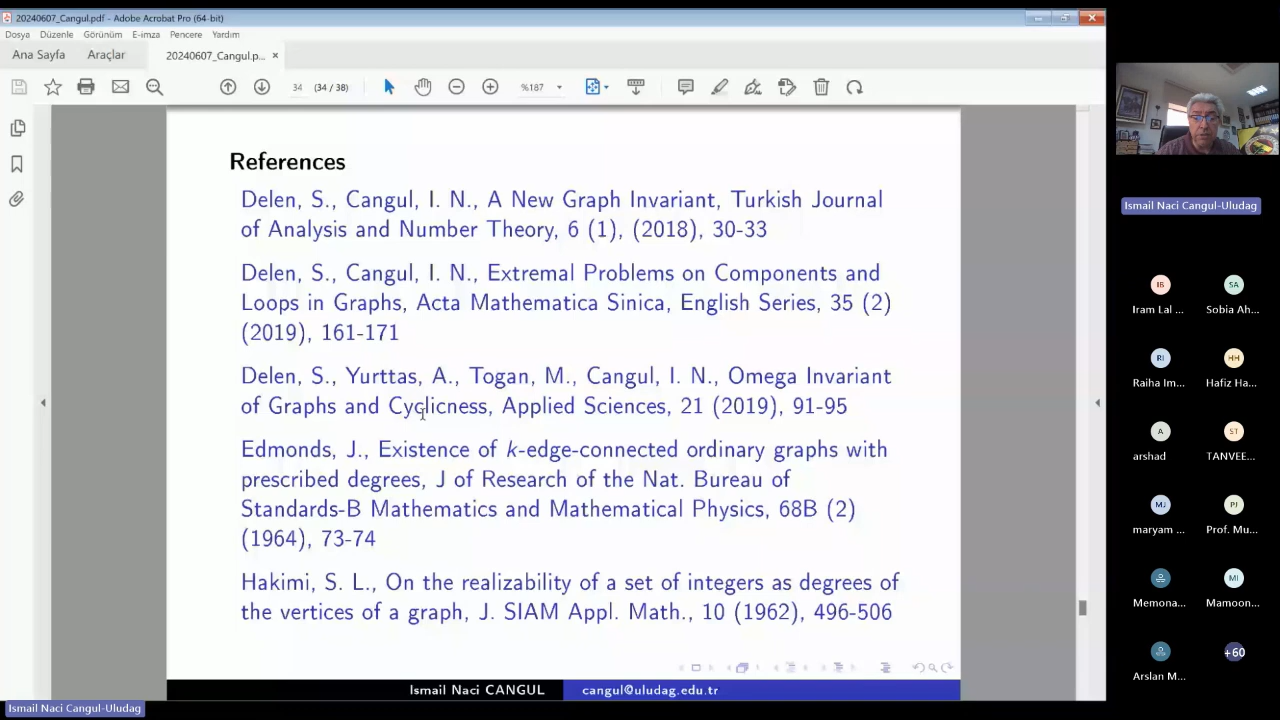 20240607_Cangul.pdf - Adobe Acrobat Pro (64-bit)
Dosya Düzenle Görünüm E-imza Pencere Yardım
Ana Sayfa Araçlar 20240607_Cangul.p... ×
34 (34 / 38) %187
References
Delen, S., Cangul, I. N., A New Graph Invariant, Turkish Journal
of Analysis and Number Theory, 6 (1), (2018), 30-33
Delen, S., Cangul, I. N., Extremal Problems on Components and
Loops in Graphs, Acta Mathematica Sinica, English Series, 35 (2)
(2019), 161-171
Delen, S., Yurttas, A., Togan, M., Cangul, I. N., Omega Invariant
of Graphs and Cyclicness, Applied Sciences, 21 (2019), 91-95
Edmonds, J., Existence of k-edge-connected ordinary graphs with
prescribed degrees, J of Research of the Nat. Bureau of
Standards-B Mathematics and Mathematical Physics, 68B (2)
(1964), 73-74
Hakimi, S. L., On the realizability of a set of integers as degrees of
the vertices of a graph, J. SIAM Appl. Math., 10 (1962), 496-506
Ismail Naci CANGUL cangul@uludag.edu.tr
Ismail Naci Cangul-Uludag
Ismail Naci Cangul-Uludag
IB SA
Iram Lal ... Sobia Ah...
RI HH
Raiha Im... Hafiz Ha...
A ST
arshad TANVEE...
MJ PJ
maryam ... Prof. Mu...
MI
Memona... Mamoon...
+60
Arslan M...